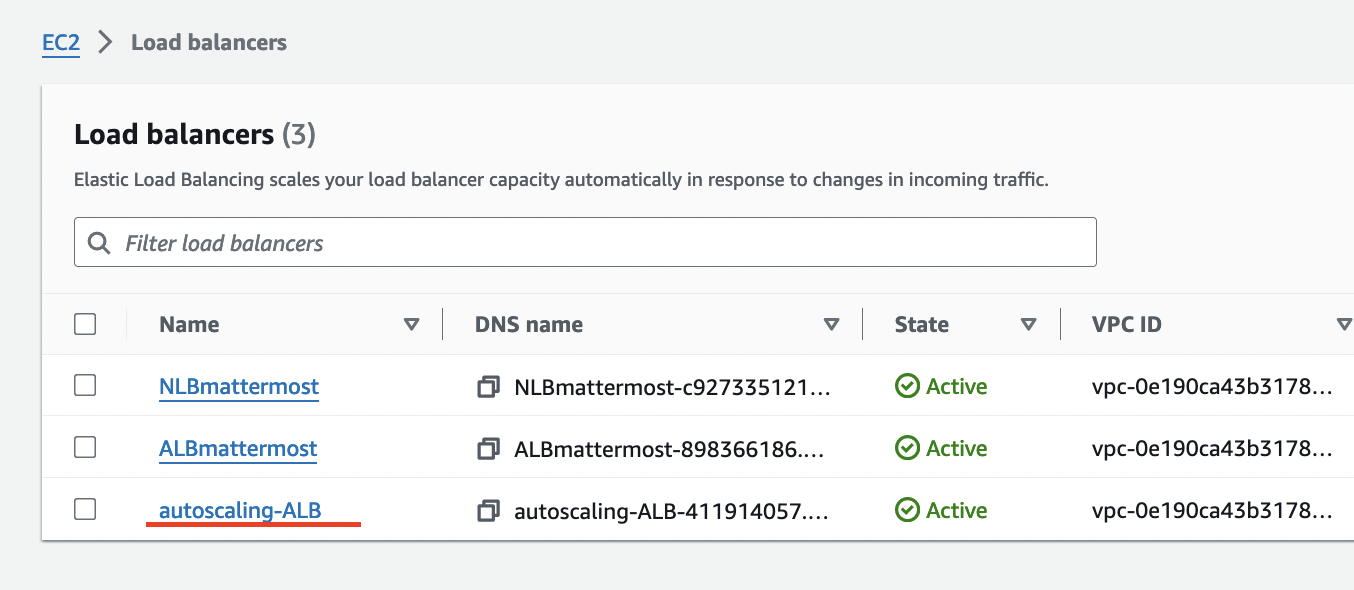 EC2 > Load balancers
Load balancers (3)
Elastic Load Balancing scales your load balancer capacity automatically in response to changes in incoming traffic.
Filter load balancers
Name DNS name State VPC ID
NLBmattermost NLBmattermost-c927335121... Active vpc-0e190ca43b3178...
ALBmattermost ALBmattermost-898366186.... Active vpc-0e190ca43b3178...
autoscaling-ALB autoscaling-ALB-411914057.... Active vpc-0e190ca43b3178...